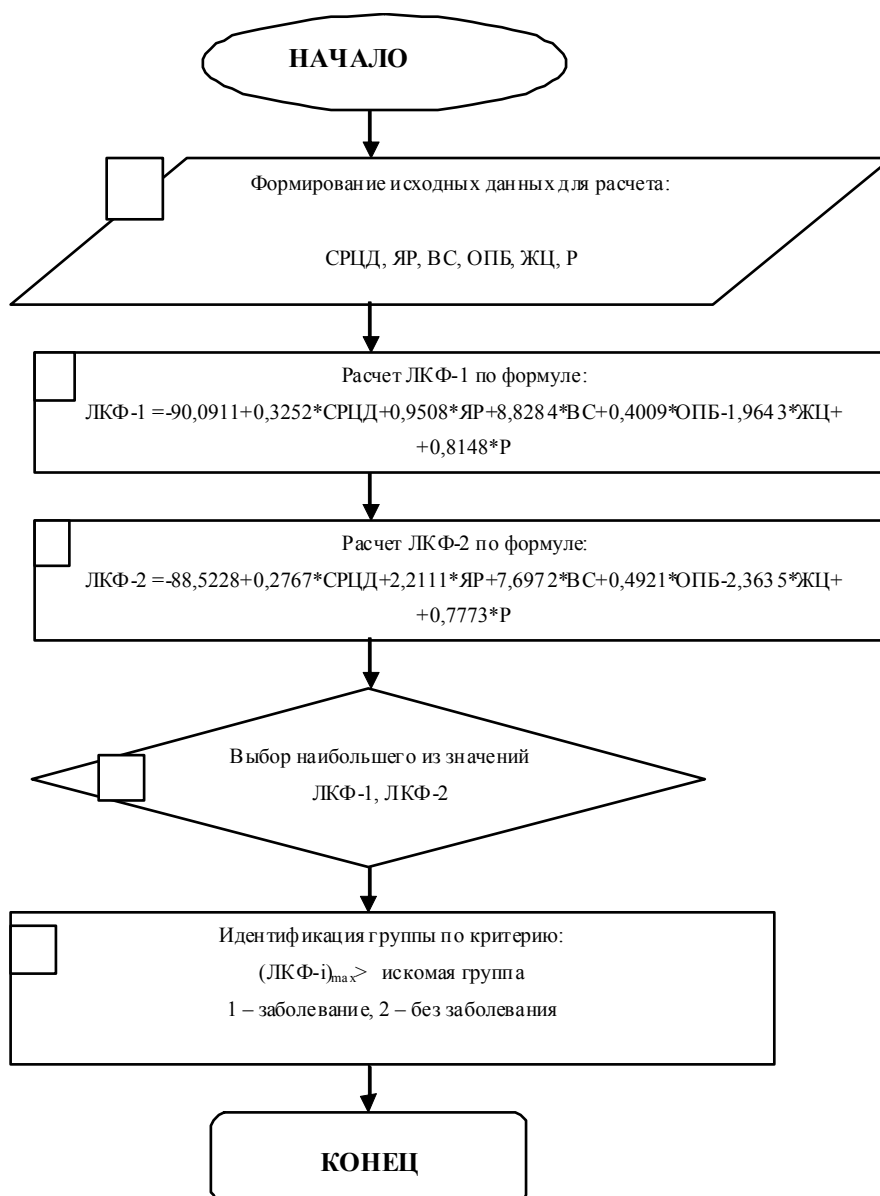 НАЧАЛО
Формирование исходных данных для расчета:
СРЦД, ЯР, ВС, ОПБ, ЖЦ, Р
Расчет ЛКФ-1 по формуле:
ЛКФ-1 =-90,0911+0,3252*СРЦД+0,9508*ЯР+8,8284*ВС+0,4009*ОПБ-1,9643*ЖЦ+
+0,8148*Р
Расчет ЛКФ-2 по формуле:
ЛКФ-2 =-88,5228+0,2767*СРЦД+2,2111*ЯР+7,6972*ВС+0,4921*ОПБ-2,3635*ЖЦ+
+0,7773*Р
Выбор наибольшего из значений
ЛКФ-1, ЛКФ-2
Идентификация группы по критерию:
(ЛКФ-i)max> искомая группа
1 – заболевание, 2 – без заболевания
КОНЕЦ